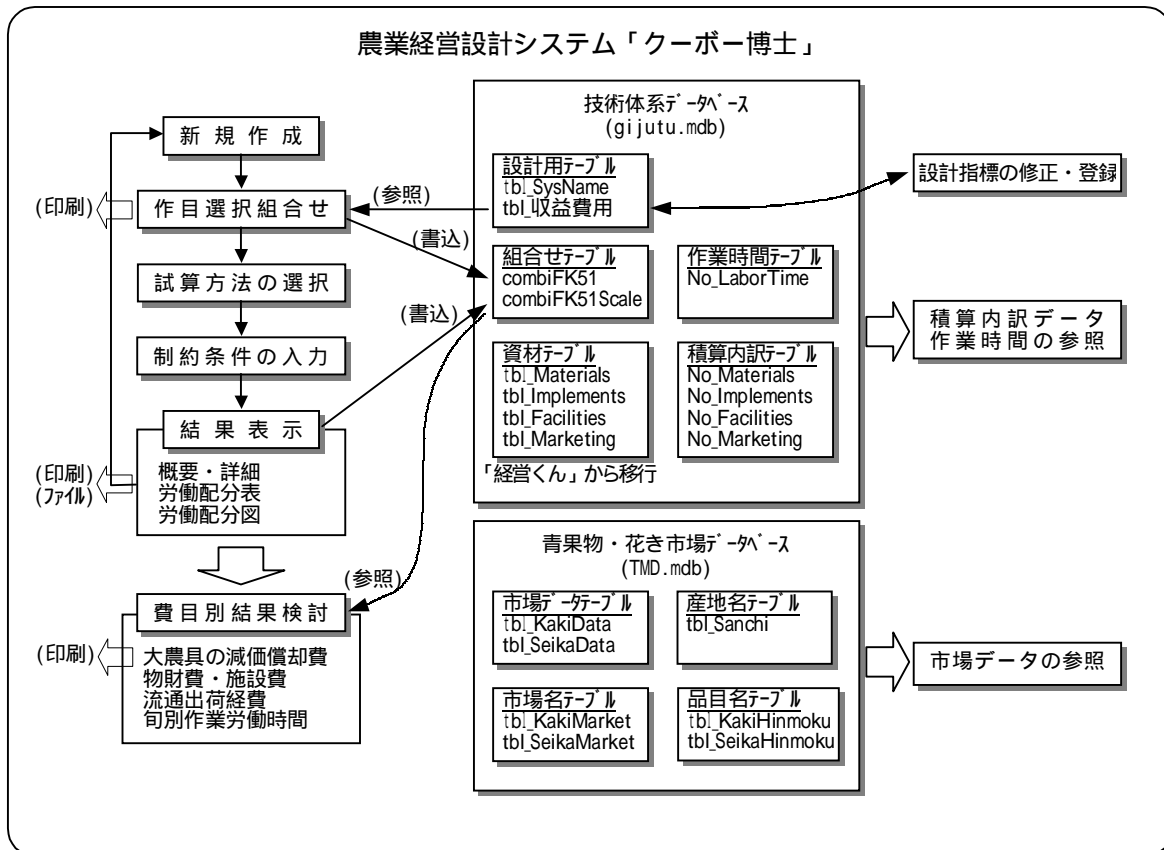 農業経営設計システム「クーボー博士」
新規作成
(印刷)
作目選択組合せ
試算方法の選択
制約条件の入力
結果表示
概要・詳細
労働配分表
労働配分図
(印刷)
(ﾌｧｲﾙ)
費目別結果検討
(印刷)
大農具の減価償却費
物財費・施設費
流通出荷経費
旬別作業労働時間
(参照)
(書込)
(書込)
(参照)
技術体系ﾃﾞｰﾀﾍﾞｰｽ
(gijutu.mdb)
設計用ﾃｰﾌﾞﾙ
tbl_SysName
tbl_収益費用
組合せﾃｰﾌﾞﾙ
combiFK51
combiFK51Scale
作業時間ﾃｰﾌﾞﾙ
No_LaborTime
資材ﾃｰﾌﾞﾙ
tbl_Materials
tbl_Implements
tbl_Facilities
tbl_Marketing
積算内訳ﾃｰﾌﾞﾙ
No_Materials
No_Implements
No_Facilities
No_Marketing
「経営くん」から移行
青果物・花き市場ﾃﾞｰﾀﾍﾞｰｽ
(TMD.mdb)
市場ﾃﾞｰﾀﾃｰﾌﾞﾙ
tbl_KakiData
tbl_SeikaData
産地名ﾃｰﾌﾞﾙ
tbl_Sanchi
市場名ﾃｰﾌﾞﾙ
tbl_KakiMarket
tbl_SeikaMarket
品目名ﾃｰﾌﾞﾙ
tbl_KakiHinmoku
tbl_SeikaHinmoku
設計指標の修正・登録
積算内訳データ
作業時間の参照
市場データの参照